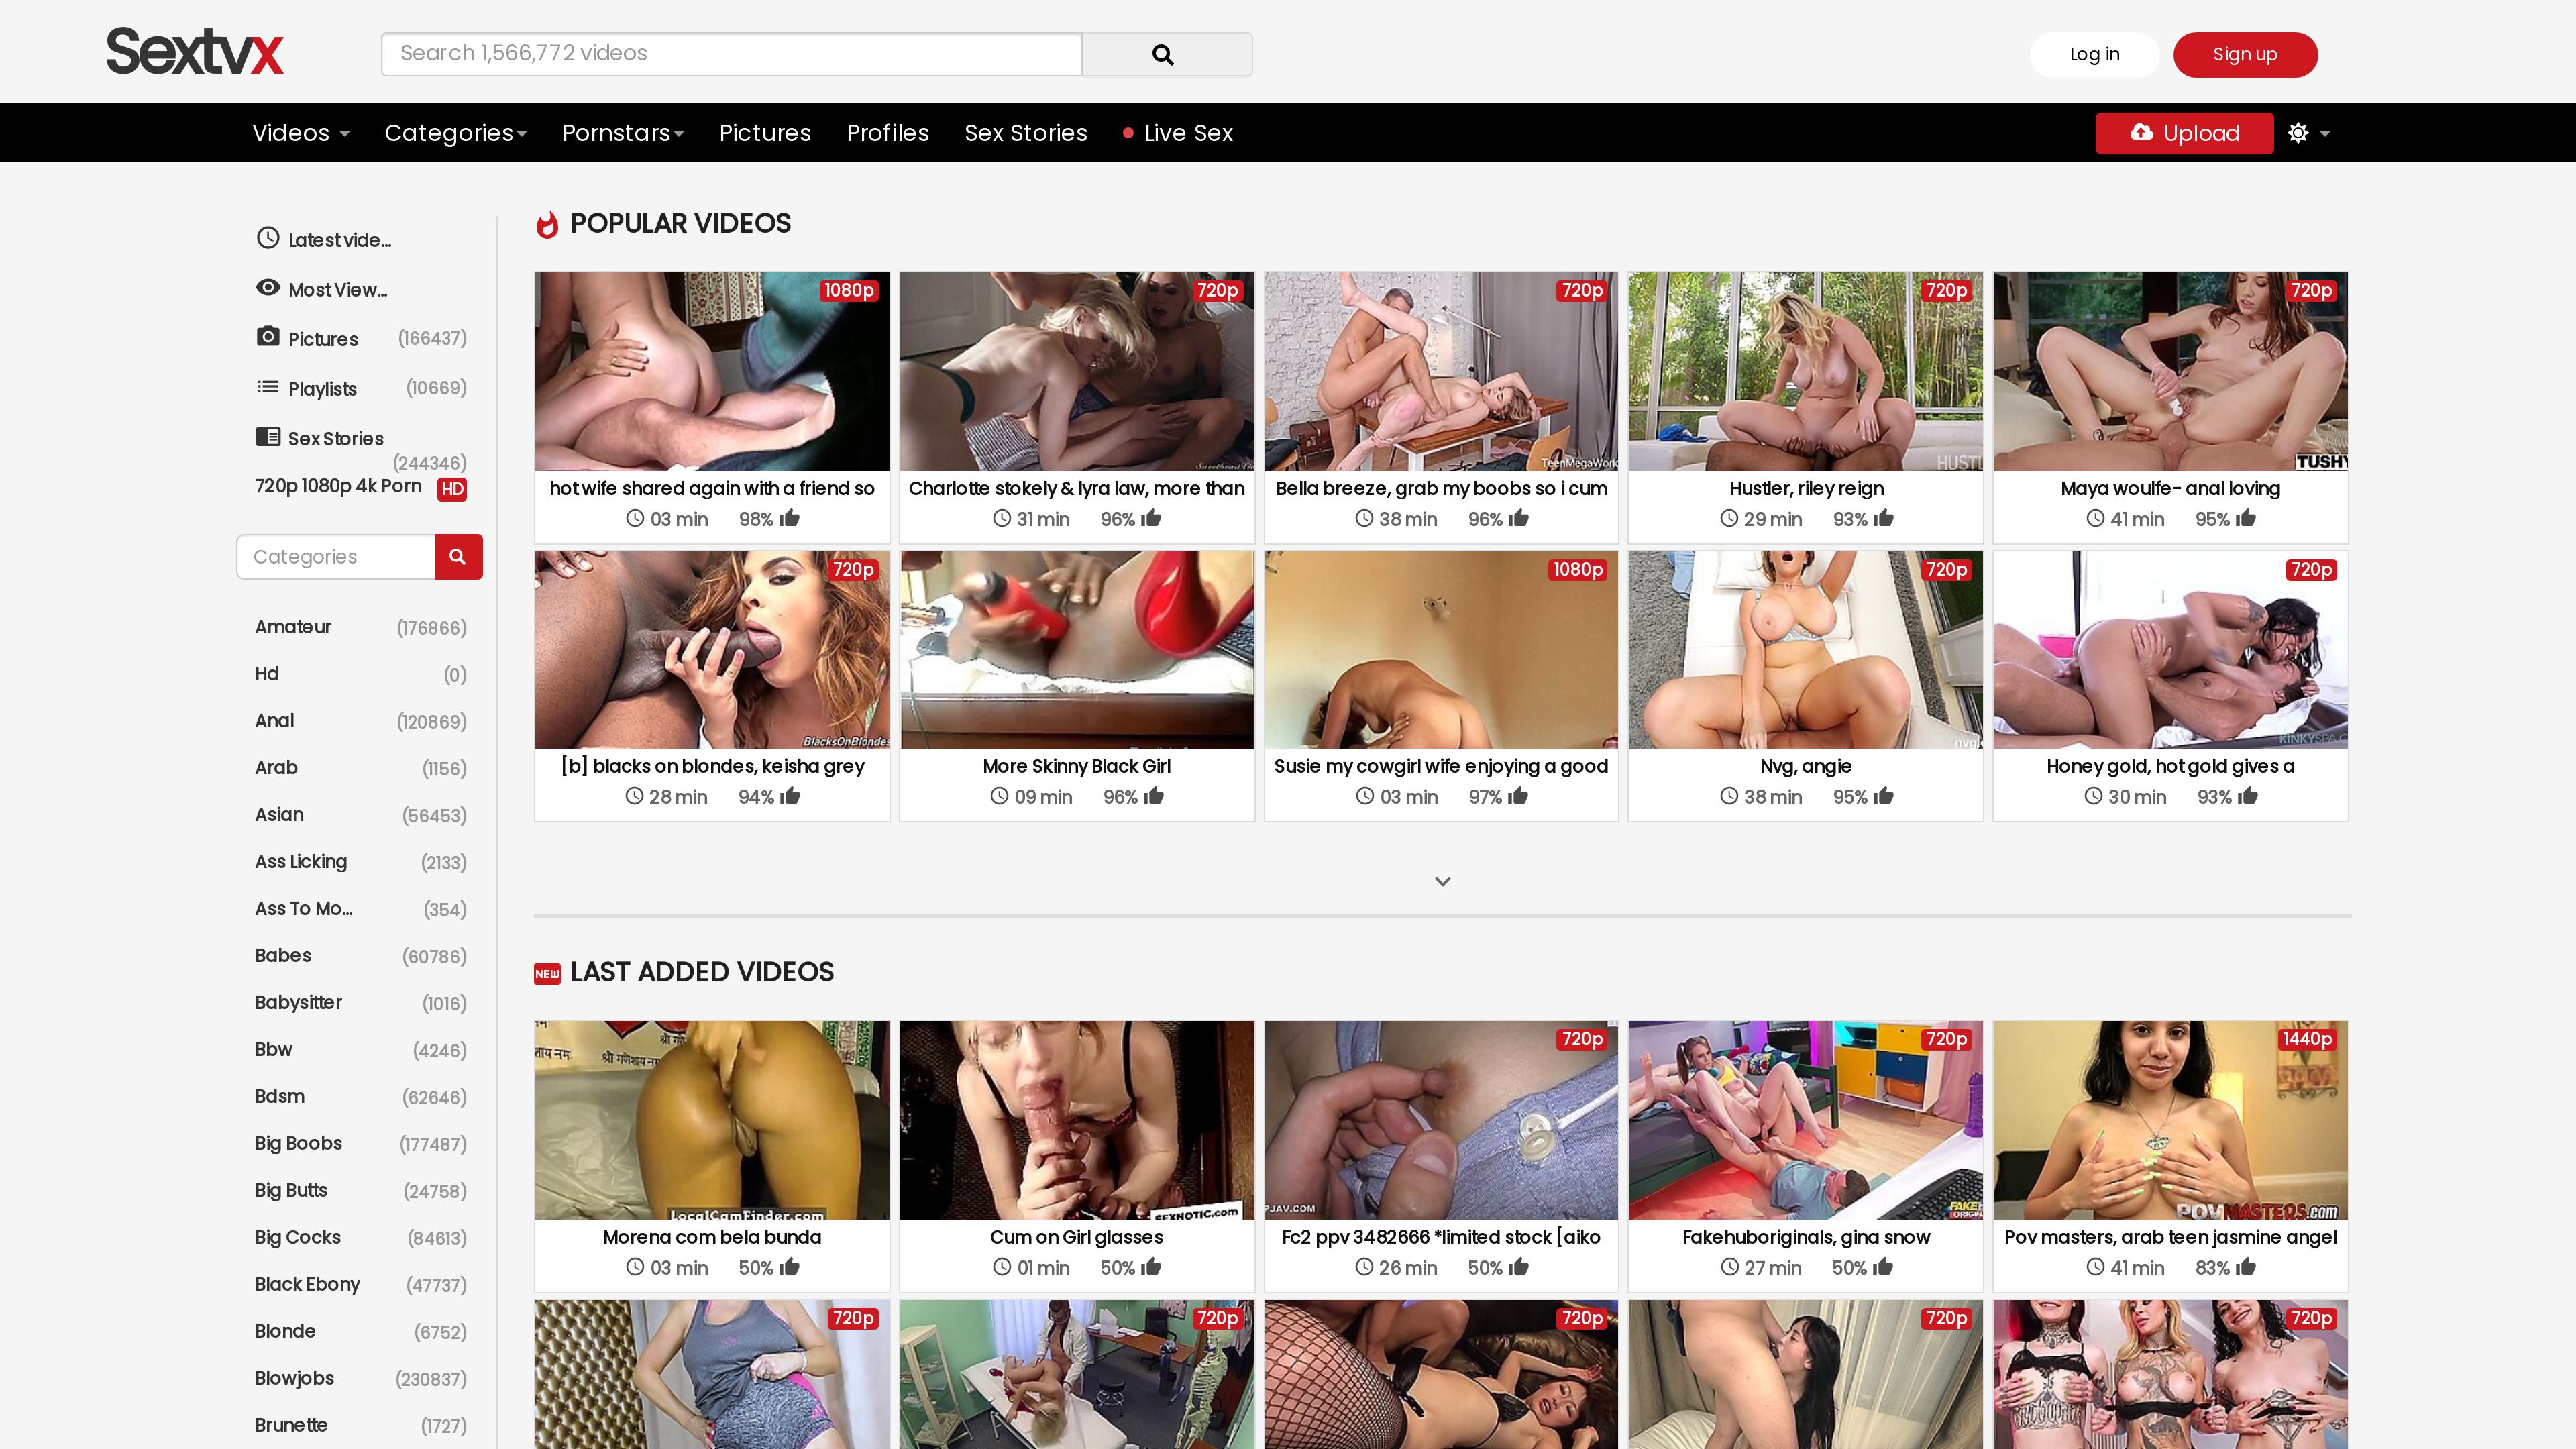 Sextvx
Search 1,566,772 videos
Log in
Sign up
Videos
Categories
Pornstars
Pictures
Profiles
Sex Stories
Live Sex
Upload
Latest vide...
Most View...
Pictures (166437)
Playlists (10669)
Sex Stories
(244346)
720p 1080p 4k Porn HD
Categories
Amateur (176866)
Hd (0)
Anal (120869)
Arab (1156)
Asian (56453)
Ass Licking (2133)
Ass To Mo... (354)
Babes (60786)
Babysitter (1016)
Bbw (4246)
Bdsm (62646)
Big Boobs (177487)
Big Butts (24758)
Big Cocks (84613)
Black Ebony (47737)
Blonde (6752)
Blowjobs (230837)
Brunette (1727)
POPULAR VIDEOS
1080p
hot wife shared again with a friend so
03 min 98%
720p
Charlotte stokely & lyra law, more than
31 min 96%
720p
TeenMegaWorl
Bella breeze, grab my boobs so i cum
38 min 96%
720p
HUSTL
Hustler, riley reign
29 min 93%
720p
TUSHY
Maya woulfe- anal loving
41 min 95%
720p
BlacksOnBlondes
[b] blacks on blondes, keisha grey
28 min 94%
More Skinny Black Girl
09 min 96%
1080p
Susie my cowgirl wife enjoying a good
03 min 97%
720p
nvg
Nvg, angie
38 min 95%
720p
KINKYSPA.C
Honey gold, hot gold gives a
30 min 93%
NEW LAST ADDED VIDEOS
LocalCamFinder.com
Morena com bela bunda
03 min 50%
SEXNOTIC.com
Cum on Girl glasses
01 min 50%
720p
PJAV.COM
Fc2 ppv 3482666 *limited stock [aiko
26 min 50%
720p
FAKEH
ORIGIN
Fakehuboriginals, gina snow
27 min 50%
1440p
POVMASTERS.com
Pov masters, arab teen jasmine angel
41 min 83%
720p
720p
720p
720p
720p